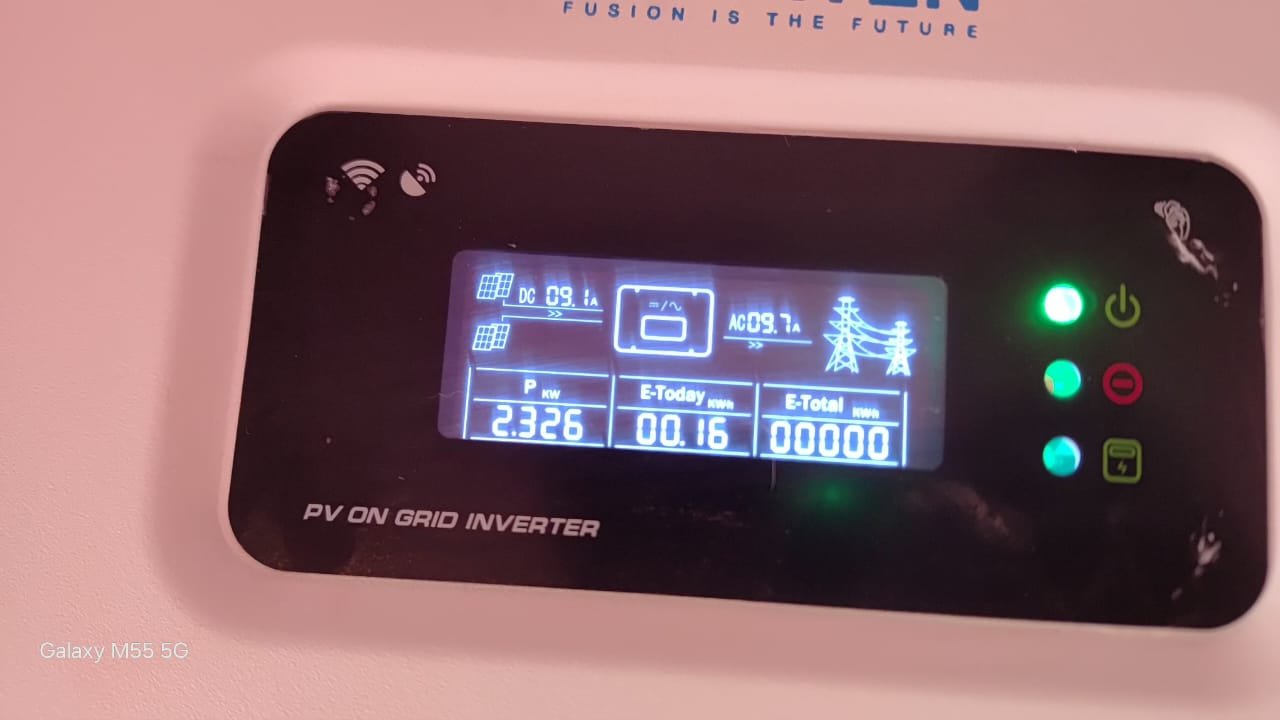 FUSION IS THE FUTURE
DC 09.1A
AC09.7A
P KW
2.326
E-Today KWh
00.16
E-Total KWh
00000
PV ON GRID INVERTER
Galaxy M55 5G